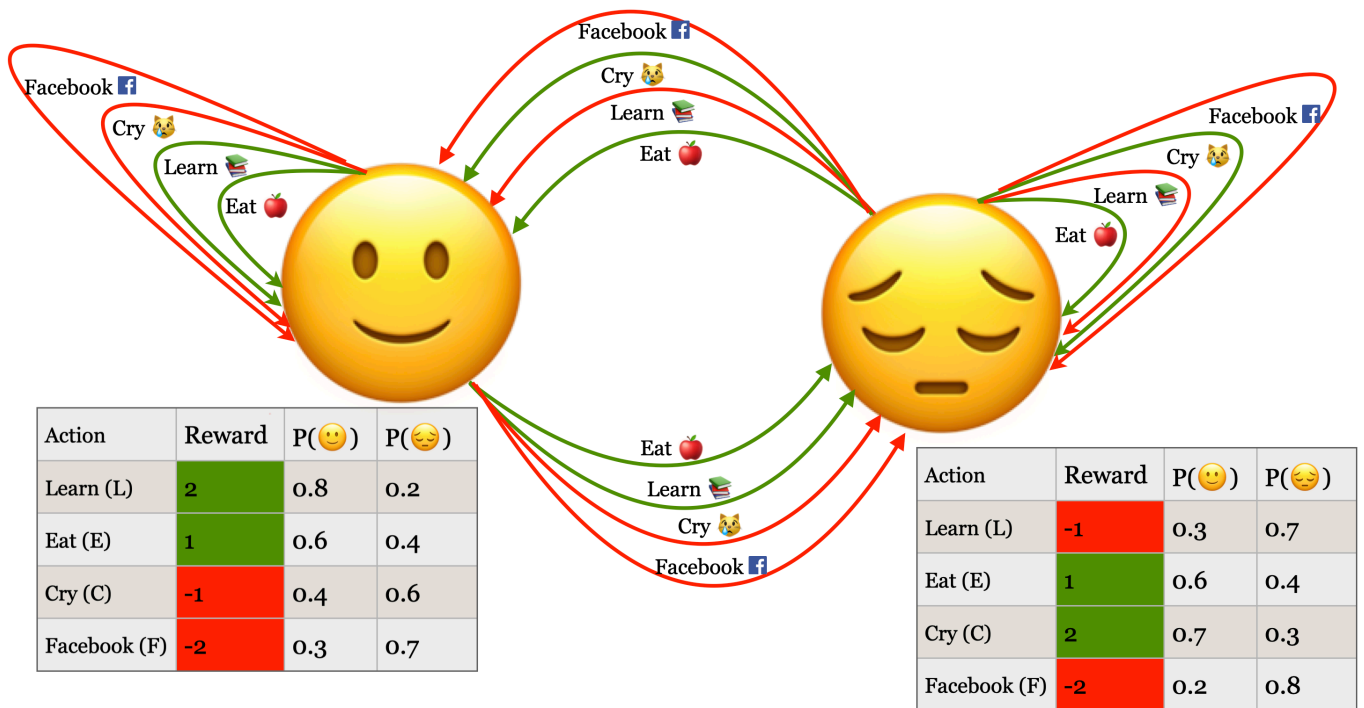 Facebook
Cry
Learn
Eat
Facebook
Cry
Learn
Eat
Facebook
Cry
Learn
Eat
Eat
Learn
Cry
Facebook
Action Reward P(🙂) P(😔)
Learn (L) 2 0.8 0.2
Eat (E) 1 0.6 0.4
Cry (C) -1 0.4 0.6
Facebook (F) -2 0.3 0.7
Action Reward P(🙂) P(😔)
Learn (L) -1 0.3 0.7
Eat (E) 1 0.6 0.4
Cry (C) 2 0.7 0.3
Facebook (F) -2 0.2 0.8